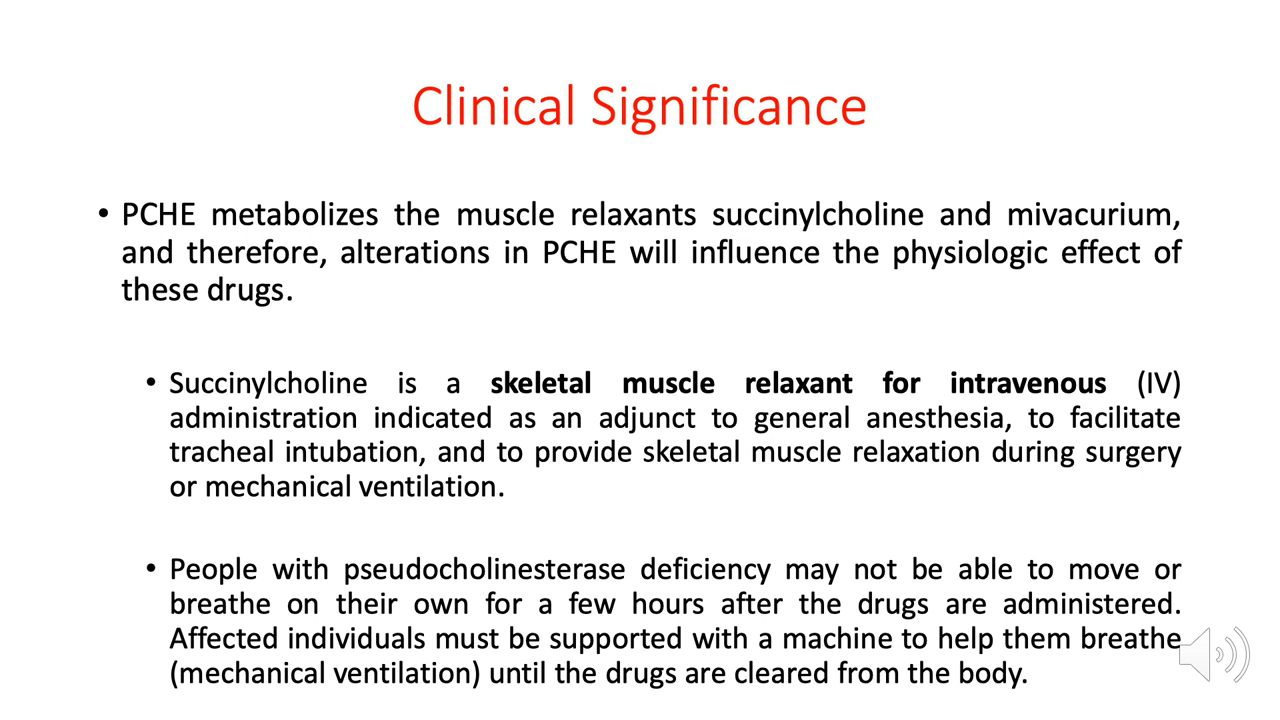 Clinical Significance
• PCHE metabolizes the muscle relaxants succinylcholine and mivacurium,
and therefore, alterations in PCHE will influence the physiologic effect of
these drugs.
• Succinylcholine is a skeletal muscle relaxant for intravenous (IV)
administration indicated as an adjunct to general anesthesia, to facilitate
tracheal intubation, and to provide skeletal muscle relaxation during surgery
or mechanical ventilation.
• People with pseudocholinesterase deficiency may not be able to move or
breathe on their own for a few hours after the drugs are administered.
Affected individuals must be supported with a machine to help them breathe
(mechanical ventilation) until the drugs are cleared from the body.